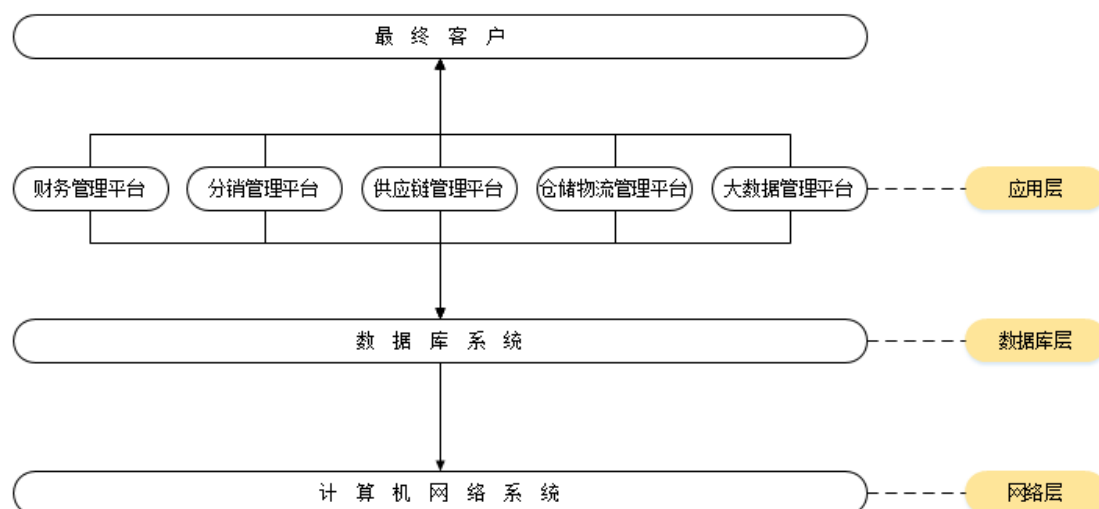 最终客户
财务管理平台 分销管理平台 供应链管理平台 仓储物流管理平台 大数据管理平台 应用层
数据库系统 数据库层
计算机网络系统 网络层